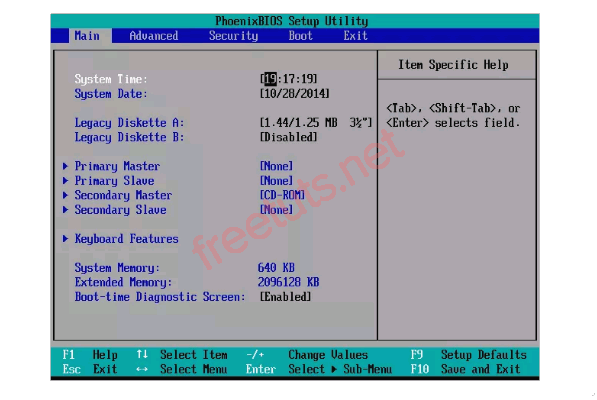 PhoenixBIOS Setup Utility
Main Advanced Security Boot Exit
Item Specific Help
System Time: [19:17:19]
System Date: [10/28/2014]
<Tab>, <Shift-Tab>, or
<Enter> selects field.
Legacy Diskette A: [1.44/1.25 MB 3½"]
Legacy Diskette B: [Disabled]
▶ Primary Master [None]
▶ Primary Slave [None]
▶ Secondary Master [CD-ROM]
▶ Secondary Slave [None]
▶ Keyboard Features
System Memory: 640 KB
Extended Memory: 2096128 KB
Boot-time Diagnostic Screen: [Enabled]
freetuts.net
F1 Help ↑↓ Select Item -/+ Change Values F9 Setup Defaults
Esc Exit ↔ Select Menu Enter Select ▶ Sub-Menu F10 Save and Exit